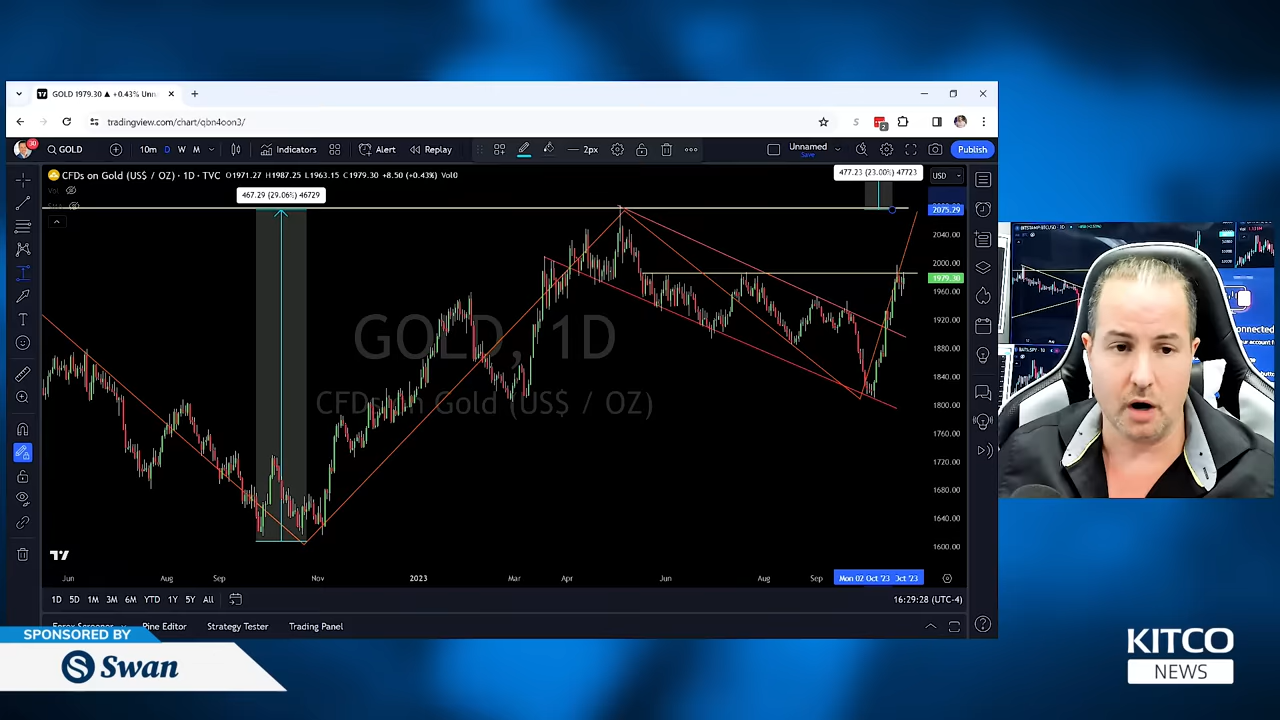 GOLD 1979.30 ▲ +0.43% Unn
tradingview.com/chart/qbn4oon3/
GOLD 10m D W M Indicators Alert Replay 2px Unnamed Save Publish
CFDs on Gold (US$ / OZ) · 1D · TVC O1971.27 H1987.25 L1963.15 C1979.30 +8.50 (+0.43%) Vol0
477.23 (23.00%) 47723
USD
467.29 (29.06%) 46729
2075.29
2040.00
2000.00
1979.30
1960.00
1920.00
1880.00
1840.00
1800.00
1760.00
1720.00
1680.00
1640.00
1600.00
GOLD, 1D
CFDs on Gold (US$ / OZ)
Jun Aug Sep Nov 2023 Mar Apr Jun Aug Sep Mon 02 Oct '23 Oct '23
1D 5D 1M 3M 6M YTD 1Y 5Y All 16:29:28 (UTC-4)
Forex Screener Pine Editor Strategy Tester Trading Panel
SPONSORED BY
Swan
KITCO
NEWS